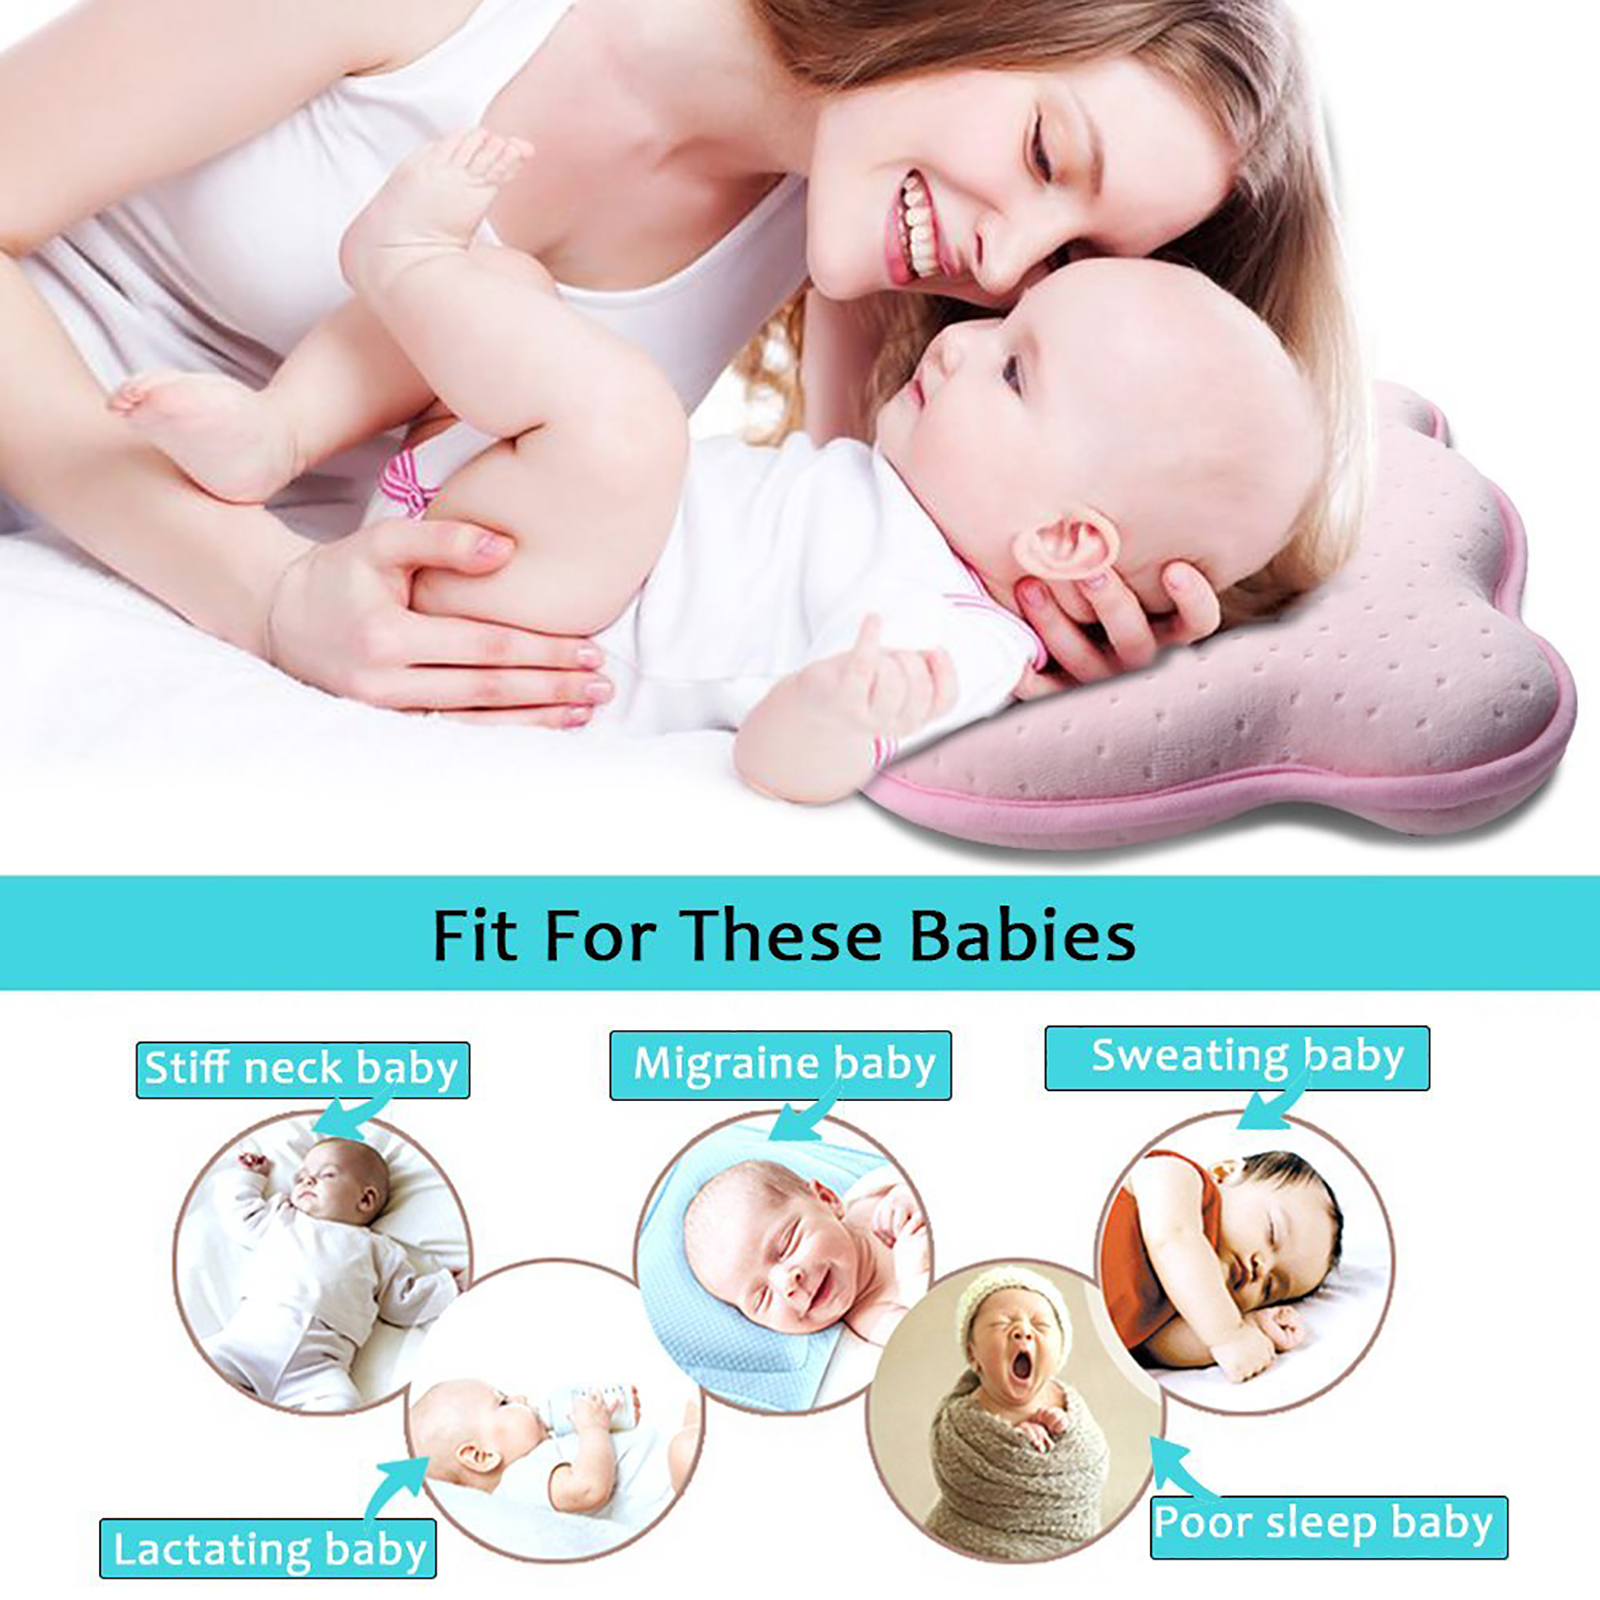 Fit For These Babies
Stiff neck baby
Migraine baby
Sweating baby
Lactating baby
Poor sleep baby